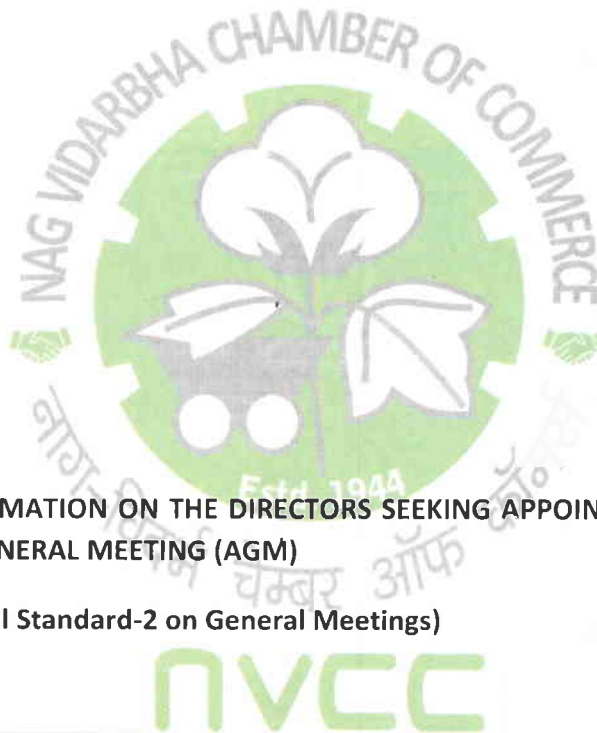 NAG VIDARBHA CHAMBER OF COMMERCE
Estd. 1944
नाग-विदर्भ चेम्बर ऑफ कॉमर्स
MATION ON THE DIRECTORS SEEKING APPOIN
NERAL MEETING (AGM)
l Standard-2 on General Meetings)
NVCC